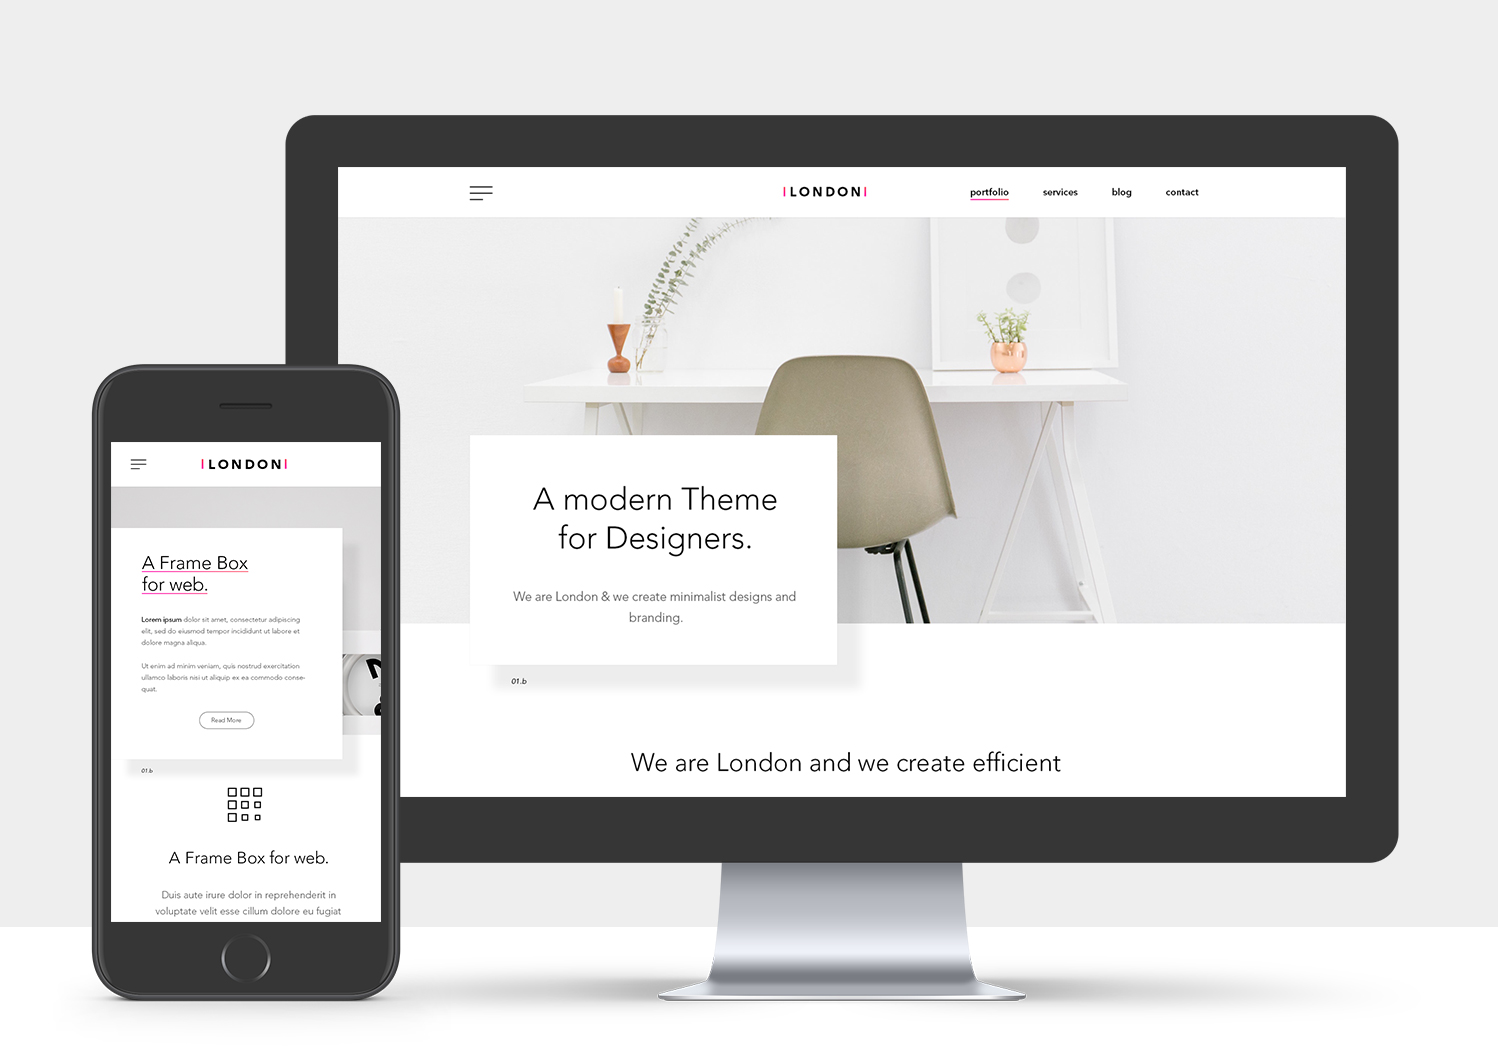 LONDON
portfolio services blog contact
A modern Theme
for Designers.
We are London & we create minimalist designs and
branding.
01.b
We are London and we create efficient
LONDON
A Frame Box
for web.
Lorem ipsum dolor sit amet, consectetur adipiscing
elit, sed do eiusmod tempor incididunt ut labore et
dolore magna aliqua.
Ut enim ad minim veniam, quis nostrud exercitation
ullamco laboris nisi ut aliquip ex ea commodo conse-
quat.
Read More
01.b
A Frame Box for web.
Duis aute irure dolor in reprehenderit in
voluptate velit esse cillum dolore eu fugiat